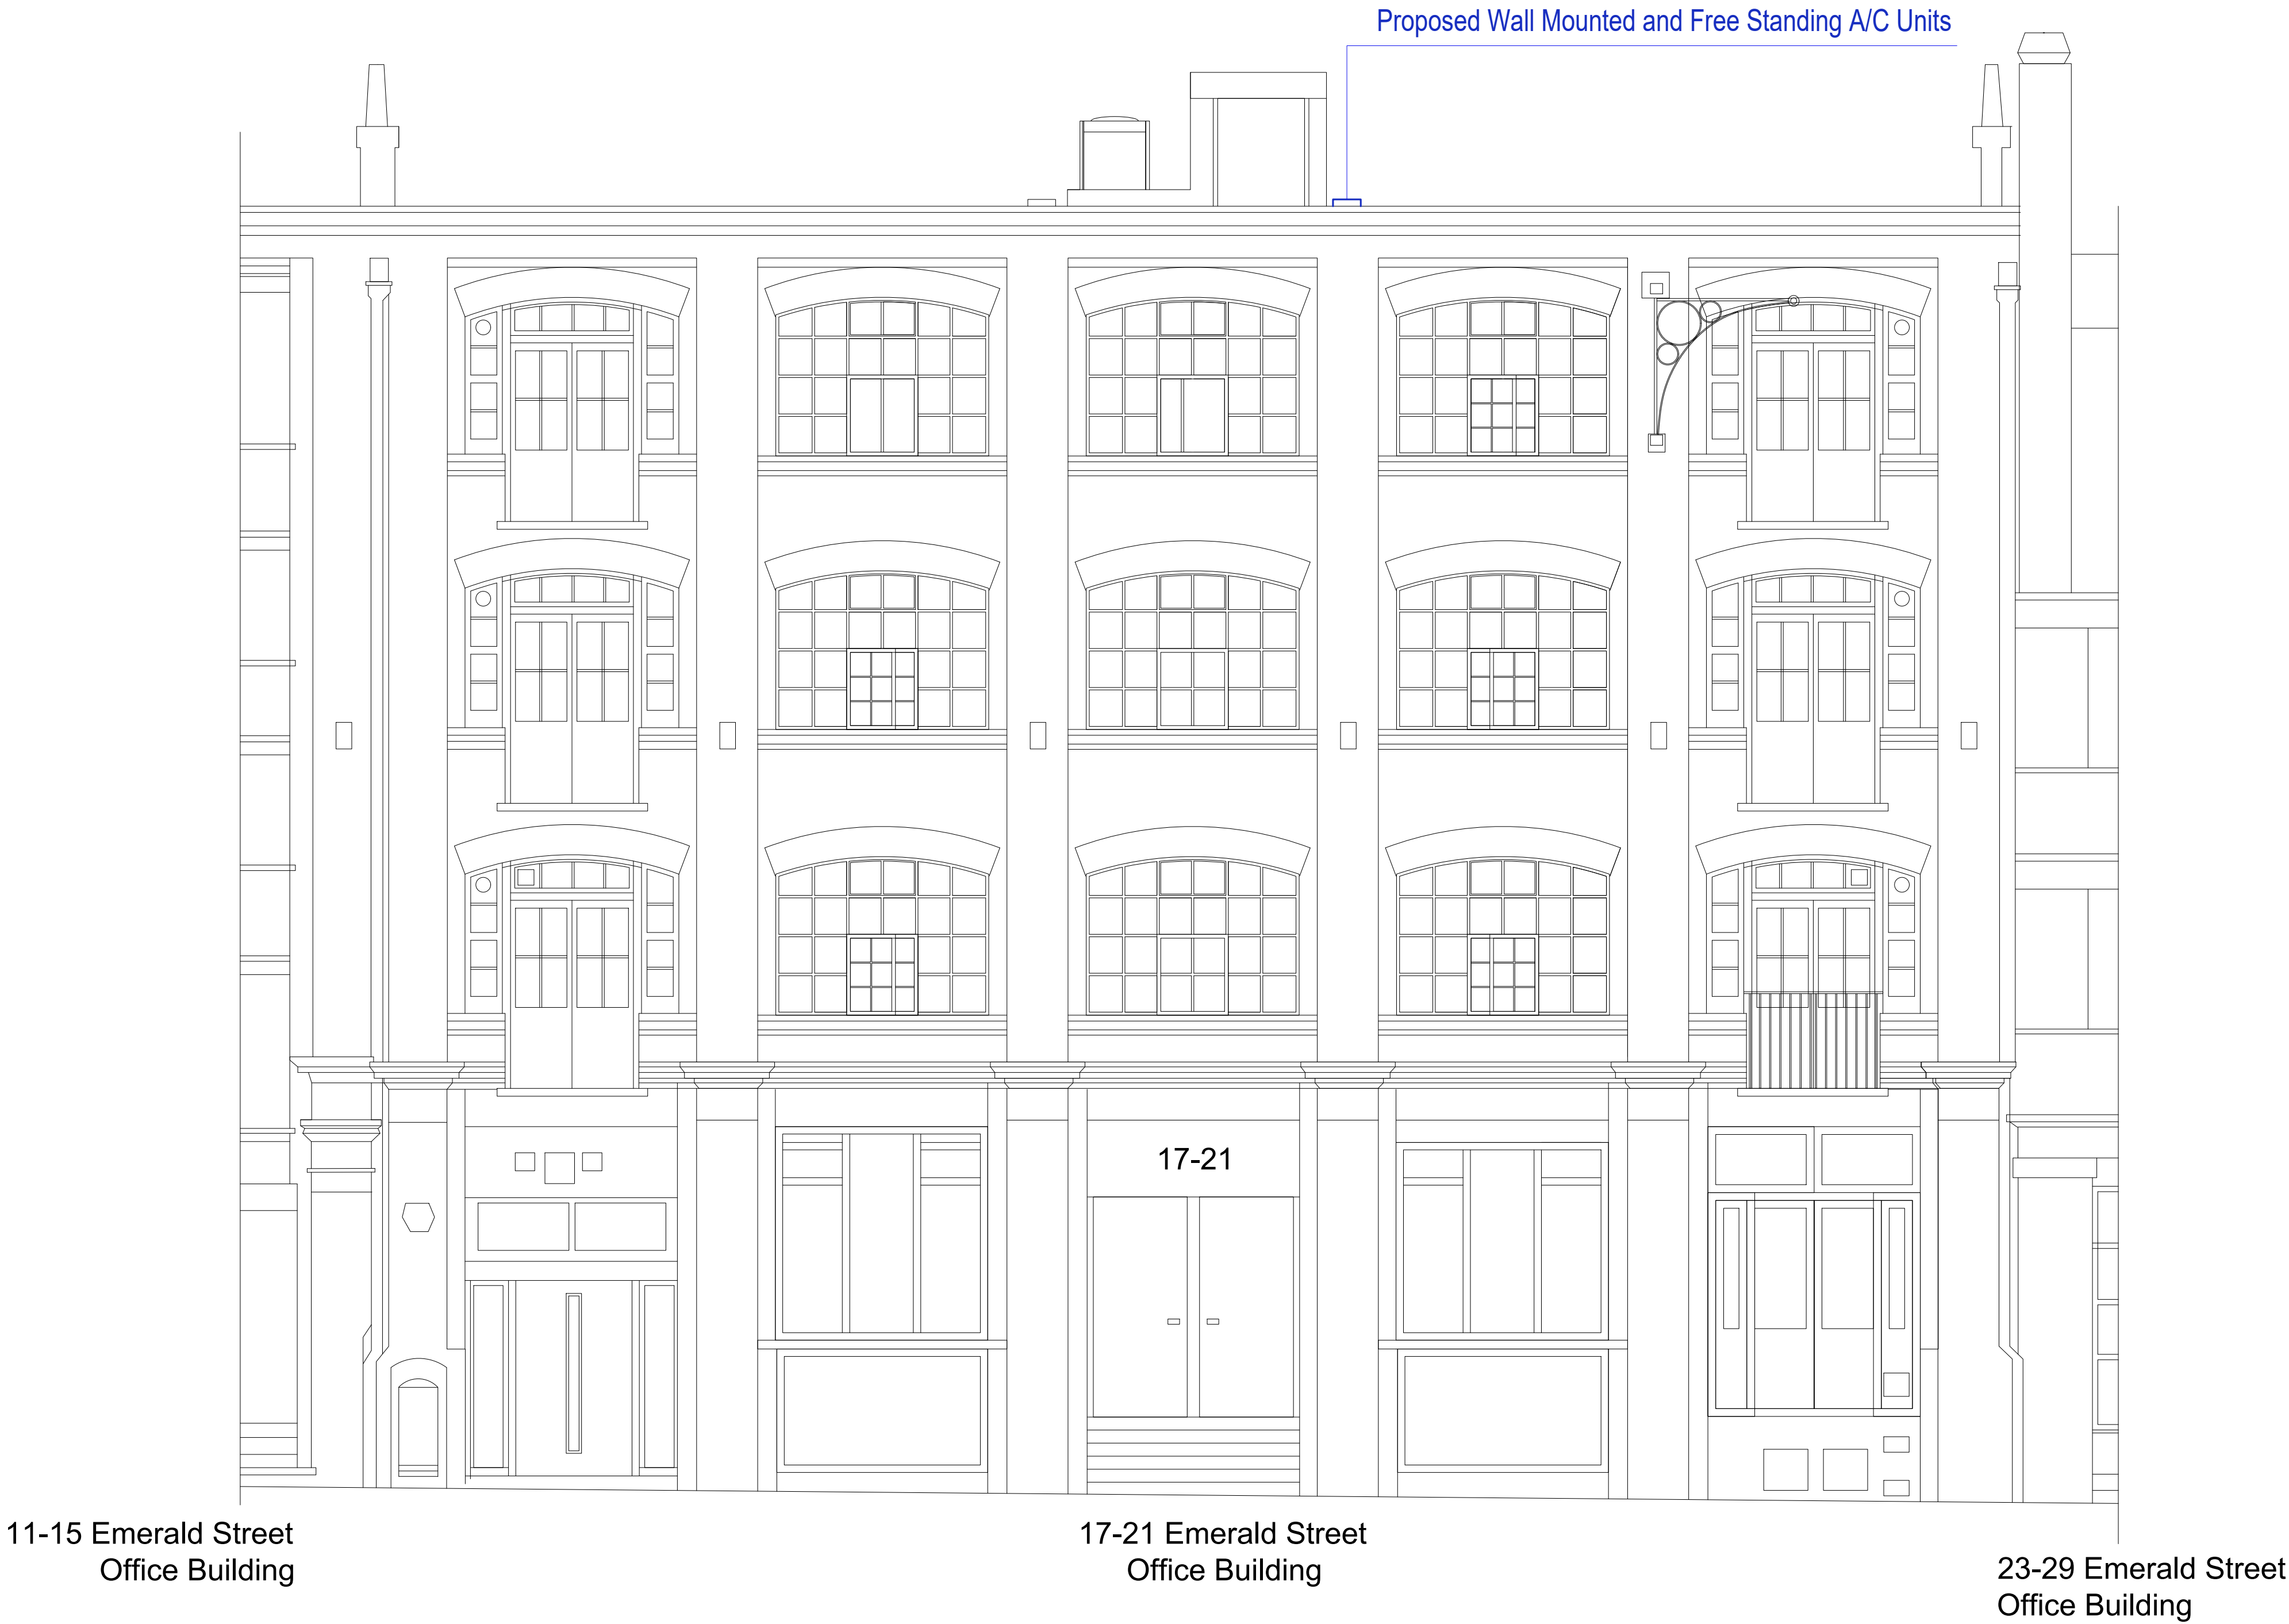 Proposed Wall Mounted and Free Standing A/C Units
17-21
11-15 Emerald Street
Office Building
17-21 Emerald Street
Office Building
23-29 Emerald Street
Office Building